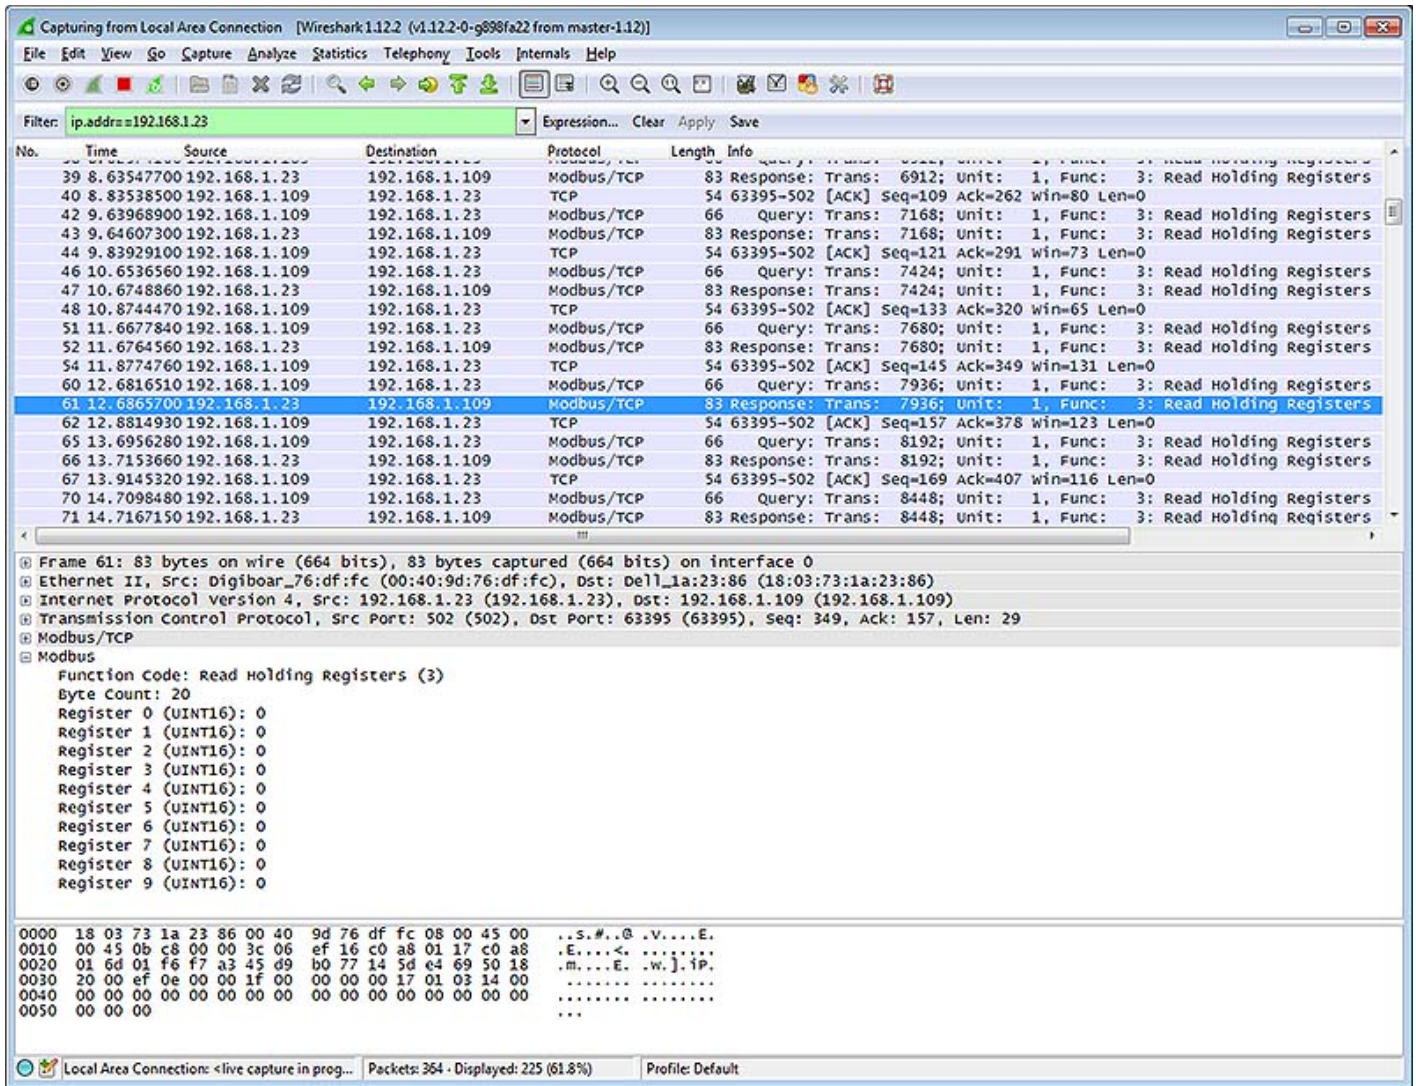 Capturing from Local Area Connection [Wireshark 1.12.2 (v1.12.2-0-g898fa22 from master-1.12)]
File Edit View Go Capture Analyze Statistics Telephony Tools Internals Help
Filter: ip.addr==192.168.1.23 Expression... Clear Apply Save
No. Time Source Destination Protocol Length Info
39 8.63547700 192.168.1.23 192.168.1.109 Modbus/TCP 83 Response: Trans: 6912; Unit: 1, Func: 3: Read Holding Registers
40 8.83538500 192.168.1.109 192.168.1.23 TCP 54 63395→502 [ACK] Seq=109 Ack=262 Win=80 Len=0
42 9.63968900 192.168.1.109 192.168.1.23 Modbus/TCP 66 Query: Trans: 7168; Unit: 1, Func: 3: Read Holding Registers
43 9.64607300 192.168.1.23 192.168.1.109 Modbus/TCP 83 Response: Trans: 7168; Unit: 1, Func: 3: Read Holding Registers
44 9.83929100 192.168.1.109 192.168.1.23 TCP 54 63395→502 [ACK] Seq=121 Ack=291 Win=73 Len=0
46 10.6536560 192.168.1.109 192.168.1.23 Modbus/TCP 66 Query: Trans: 7424; Unit: 1, Func: 3: Read Holding Registers
47 10.6748860 192.168.1.23 192.168.1.109 Modbus/TCP 83 Response: Trans: 7424; Unit: 1, Func: 3: Read Holding Registers
48 10.8744470 192.168.1.109 192.168.1.23 TCP 54 63395→502 [ACK] Seq=133 Ack=320 Win=65 Len=0
51 11.6677840 192.168.1.109 192.168.1.23 Modbus/TCP 66 Query: Trans: 7680; Unit: 1, Func: 3: Read Holding Registers
52 11.6764560 192.168.1.23 192.168.1.109 Modbus/TCP 83 Response: Trans: 7680; Unit: 1, Func: 3: Read Holding Registers
54 11.8774760 192.168.1.109 192.168.1.23 TCP 54 63395→502 [ACK] Seq=145 Ack=349 Win=131 Len=0
60 12.6816510 192.168.1.109 192.168.1.23 Modbus/TCP 66 Query: Trans: 7936; Unit: 1, Func: 3: Read Holding Registers
61 12.6865700 192.168.1.23 192.168.1.109 Modbus/TCP 83 Response: Trans: 7936; Unit: 1, Func: 3: Read Holding Registers
62 12.8814930 192.168.1.109 192.168.1.23 TCP 54 63395→502 [ACK] Seq=157 Ack=378 Win=123 Len=0
65 13.6956280 192.168.1.109 192.168.1.23 Modbus/TCP 66 Query: Trans: 8192; Unit: 1, Func: 3: Read Holding Registers
66 13.7153660 192.168.1.23 192.168.1.109 Modbus/TCP 83 Response: Trans: 8192; Unit: 1, Func: 3: Read Holding Registers
67 13.9145320 192.168.1.109 192.168.1.23 TCP 54 63395→502 [ACK] Seq=169 Ack=407 Win=116 Len=0
70 14.7098480 192.168.1.109 192.168.1.23 Modbus/TCP 66 Query: Trans: 8448; Unit: 1, Func: 3: Read Holding Registers
71 14.7167150 192.168.1.23 192.168.1.109 Modbus/TCP 83 Response: Trans: 8448; Unit: 1, Func: 3: Read Holding Registers
Frame 61: 83 bytes on wire (664 bits), 83 bytes captured (664 bits) on interface 0
Ethernet II, Src: Digiboar_76:df:fc (00:40:9d:76:df:fc), Dst: Dell_1a:23:86 (18:03:73:1a:23:86)
Internet Protocol Version 4, Src: 192.168.1.23 (192.168.1.23), Dst: 192.168.1.109 (192.168.1.109)
Transmission Control Protocol, Src Port: 502 (502), Dst Port: 63395 (63395), Seq: 349, Ack: 157, Len: 29
Modbus/TCP
Modbus
Function Code: Read Holding Registers (3)
Byte Count: 20
Register 0 (UINT16): 0
Register 1 (UINT16): 0
Register 2 (UINT16): 0
Register 3 (UINT16): 0
Register 4 (UINT16): 0
Register 5 (UINT16): 0
Register 6 (UINT16): 0
Register 7 (UINT16): 0
Register 8 (UINT16): 0
Register 9 (UINT16): 0
0000 18 03 73 1a 23 86 00 40 9d 76 df fc 08 00 45 00 ..s.#..@ .v....E.
0010 00 45 0b c8 00 00 3c 06 ef 16 c0 a8 01 17 c0 a8 .E....<. ........
0020 01 6d 01 f6 f7 a3 45 d9 b0 77 14 5d e4 69 50 18 .m....E. .w.].iP.
0030 20 00 ef 0e 00 00 1f 00 00 00 00 17 01 03 14 00 ....... ........
0040 00 00 00 00 00 00 00 00 00 00 00 00 00 00 00 00 ........ ........
0050 00 00 00 ...
Local Area Connection: <live capture in prog... Packets: 364 · Displayed: 225 (61.8%) Profile: Default